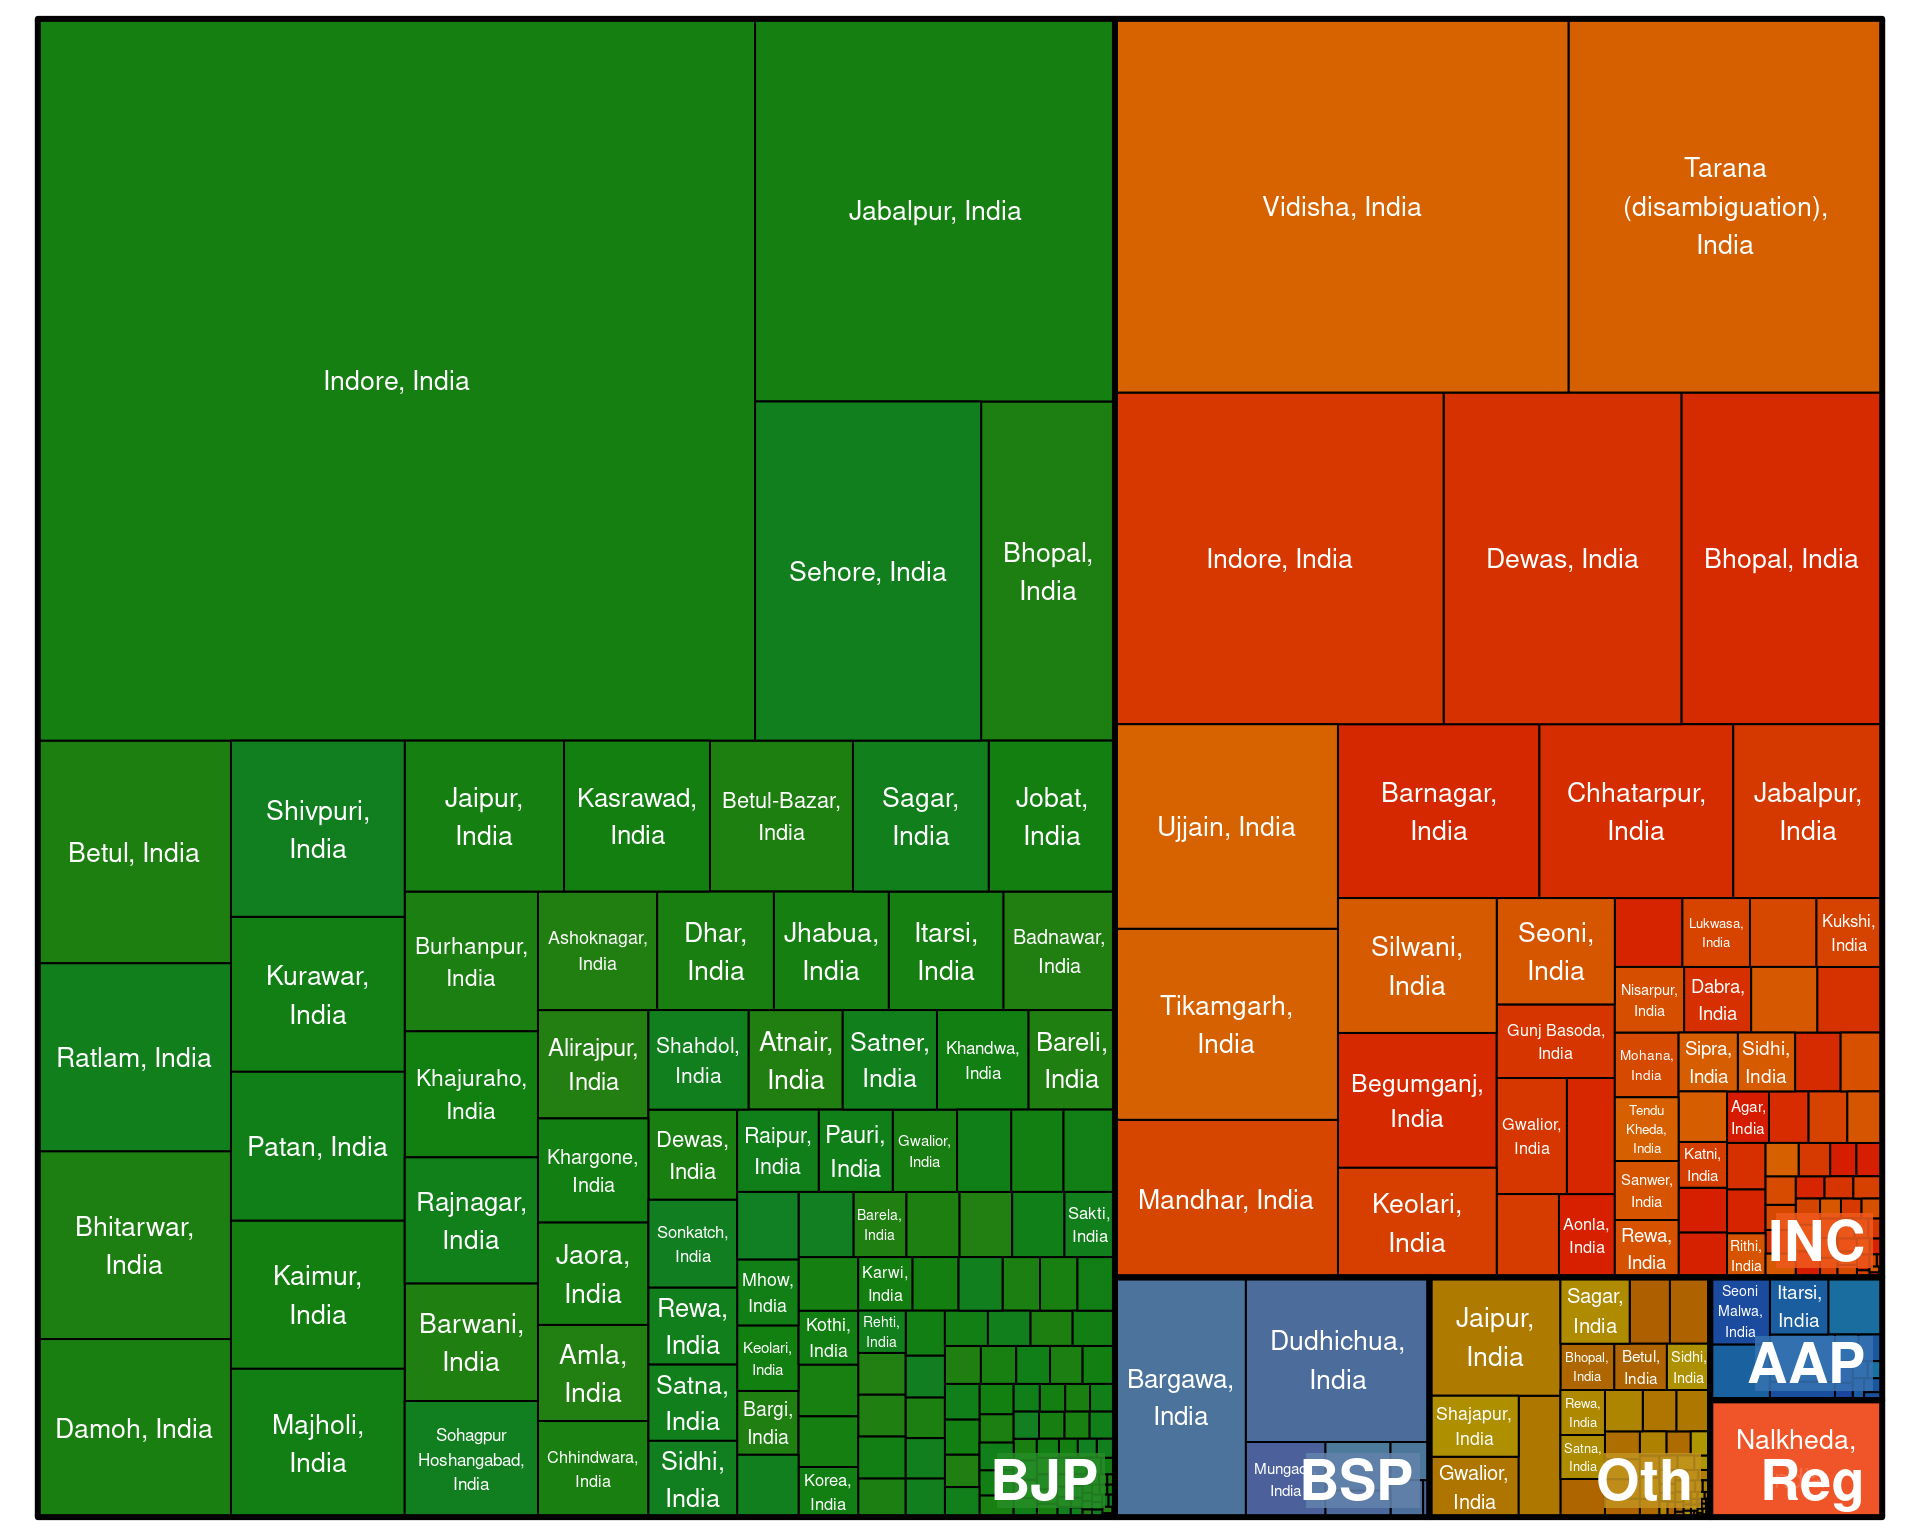 Indore, India
Jabalpur, India
Sehore, India
Bhopal,
India
Betul, India
Ratlam, India
Bhitarwar,
India
Damoh, India
Shivpuri,
India
Kurawar,
India
Patan, India
Kaimur,
India
Majholi,
India
Jaipur,
India
Kasrawad,
India
Betul-Bazar,
India
Sagar,
India
Jobat,
India
Burhanpur,
India
Khajuraho,
India
Rajnagar,
India
Barwani,
India
Sohagpur
Hoshangabad,
India
Ashoknagar,
India
Dhar,
India
Jhabua,
India
Itarsi,
India
Badnawar,
India
Alirajpur,
India
Khargone,
India
Jaora,
India
Amla,
India
Chhindwara,
India
Shahdol,
India
Atnair,
India
Satner,
India
Khandwa,
India
Bareli,
India
Dewas,
India
Sonkatch,
India
Rewa,
India
Satna,
India
Sidhi,
India
Raipur,
India
Pauri,
India
Gwalior,
India
Barela,
India
Sakti,
India
Mhow,
India
Keolari,
India
Bargi,
India
Karwi,
India
Kothi,
India
Rehti,
India
Korea,
India
BJP
Vidisha, India
Tarana
(disambiguation),
India
Indore, India
Dewas, India
Bhopal, India
Ujjain, India
Tikamgarh,
India
Mandhar, India
Barnagar,
India
Chhatarpur,
India
Jabalpur,
India
Silwani,
India
Begumganj,
India
Keolari,
India
Seoni,
India
Gunj Basoda,
India
Gwalior,
India
Aonla,
India
Lukwasa,
India
Kukshi,
India
Nisarpur,
India
Dabra,
India
Mohana,
India
Sipra,
India
Sidhi,
India
Tendu
Kheda,
India
Agar,
India
Katni,
India
Sanwer,
India
Rewa,
India
Rithi,
India
INC
Bargawa,
India
Dudhichua,
India
India
BSP
Jaipur,
India
Shajapur,
India
Gwalior,
India
Sagar,
India
Bhopal,
India
Betul,
India
Sidhi,
India
Rewa,
India
Satna,
India
Oth
Seoni
Malwa,
India
Itarsi,
India
AAP
Nalkheda,
Reg